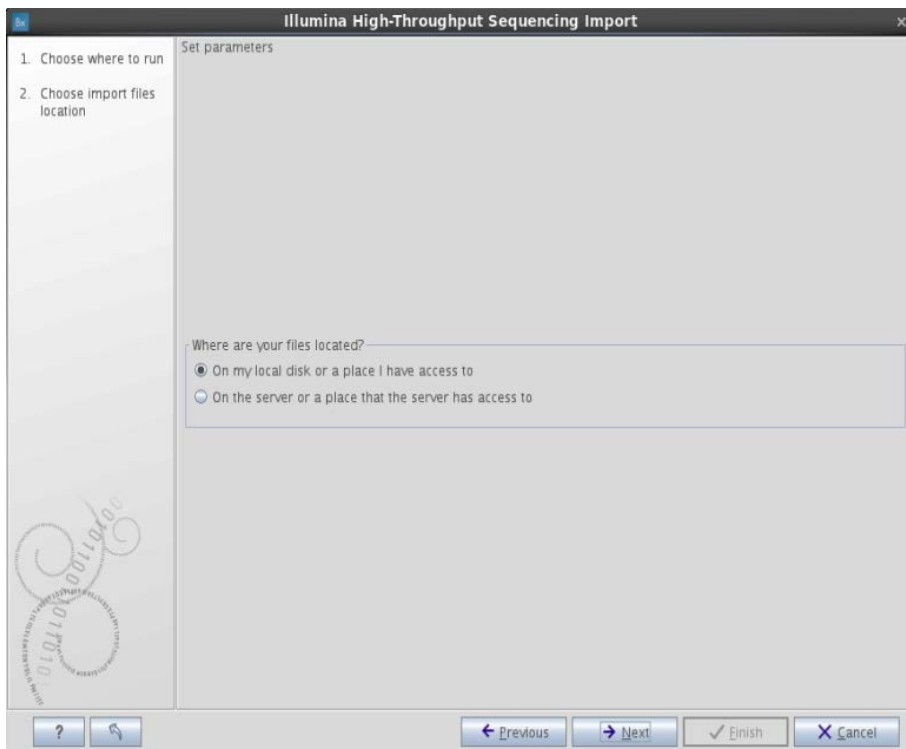 Illumina High-Throughput Sequencing Import
1. Choose where to run
2. Choose import files
location
Set parameters
Where are your files located?
On my local disk or a place I have access to
On the server or a place that the server has access to
?
Previous
Next
Finish
Cancel